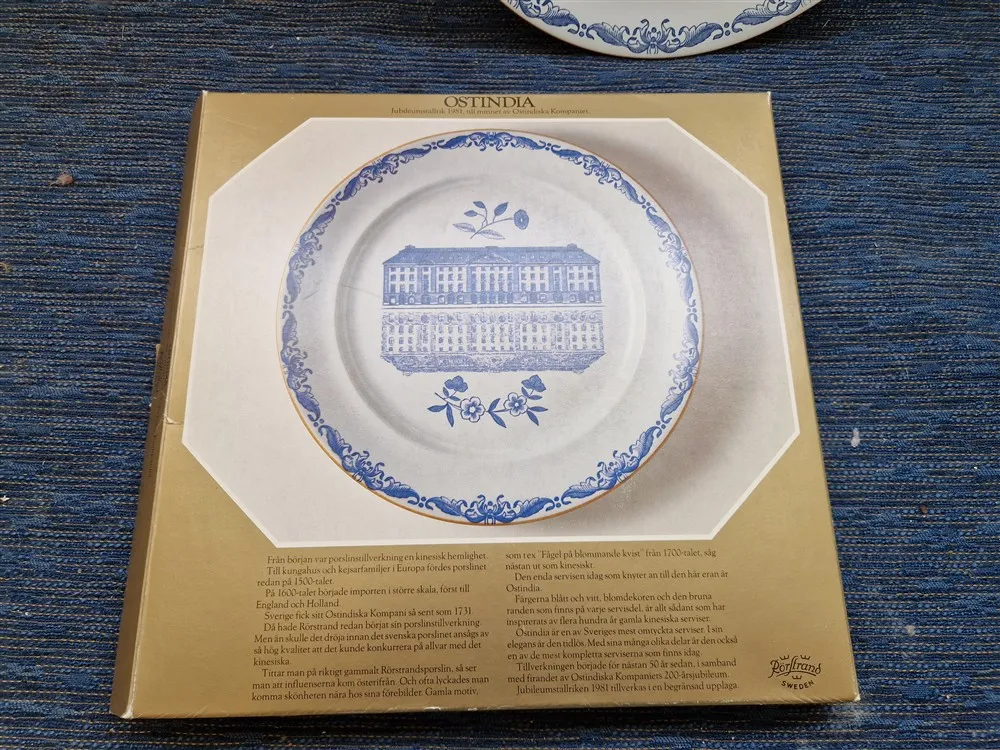 OSTINDIA
Jubileumstallrik 1981, till minnet av Ostindiska Kompaniet.
Från början var porslinstillverkning en kinesisk hemlighet.
Till kungahus och kejsarfamiljer i Europa fördes porslinet
redan på 1500-talet.
På 1600-talet började importen i större skala, först till
England och Holland.
Sverige fick sitt Ostindiska Kompani så sent som 1731.
Då hade Rörstrand redan börjat sin porslinstillverkning.
Men än skulle det dröja innan det svenska porslinet ansågs av
så hög kvalitet att det kunde konkurrera på allvar med det
kinesiska.
Tittar man på riktigt gammalt Rörstrandsporslin, så ser
man att influenserna kom österifrån. Och ofta lyckades man
komma skönheten nära hos sina förebilder. Gamla motiv,
som t ex "Fågel på blommande kvist" från 1700-talet, såg
nästan ut som kinesiskt.
Den enda servisen idag som knyter an till den här eran är
Ostindia.
Färgerna blått och vitt, blomdekoren och den bruna
randen som finns på varje servisdel, är allt sådant som har
inspirerats av flera hundra år gamla kinesiska serviser.
Ostindia är en av Sveriges mest omtyckta serviser. I sin
elegans är den tidlös. Med sina många olika delar är den också
en av de mest kompletta serviserna som finns idag.
Tillverkningen började för nästan 50 år sedan, i samband
med firandet av Ostindiska Kompaniets 200-årsjubileum.
Jubileumstallriken 1981 tillverkas i en begränsad upplaga.
Rörstrand
SWEDEN